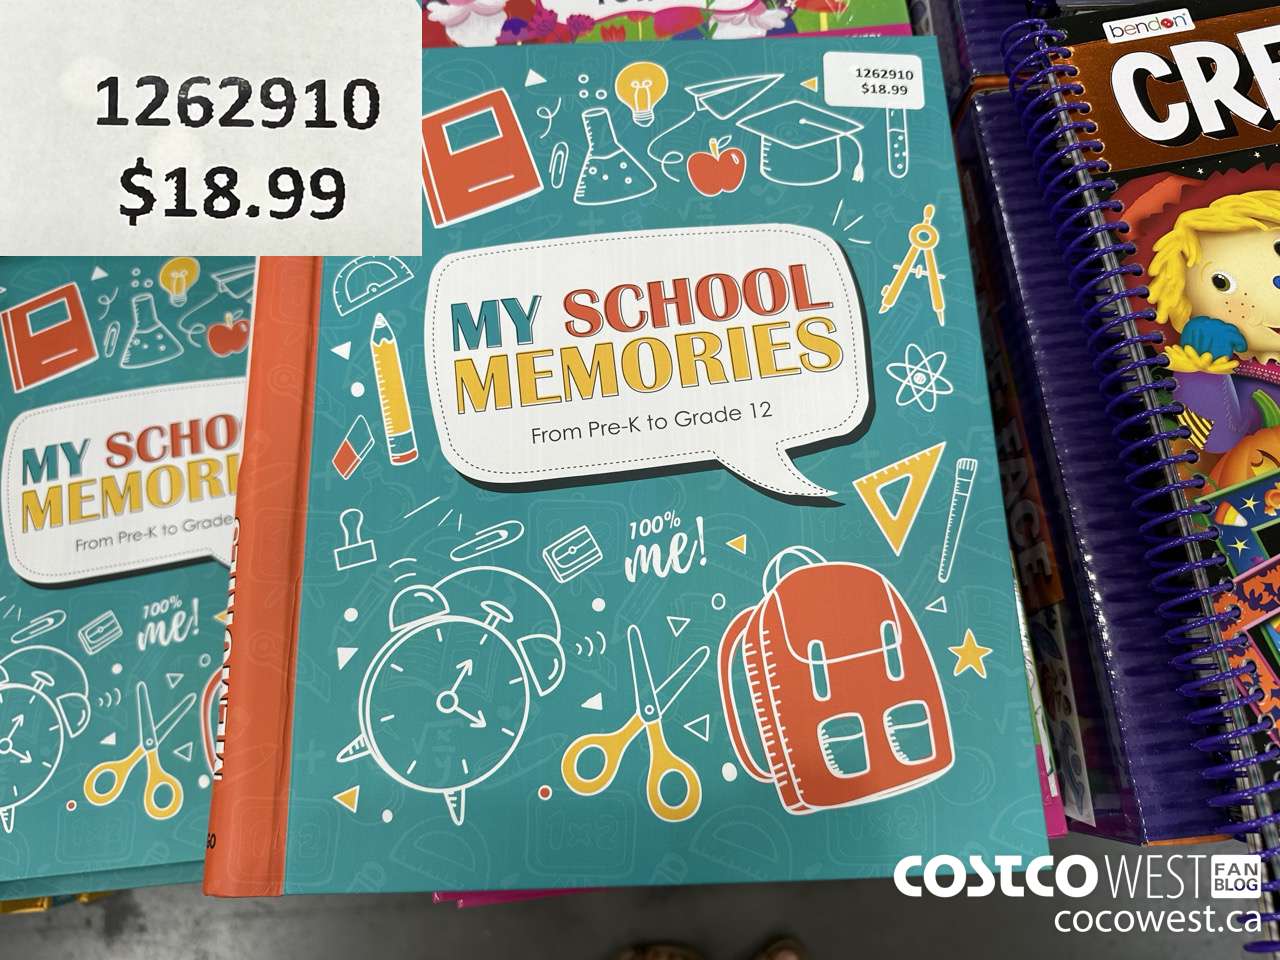 1262910
$18.99
1262910
$18.99
MY SCHOOL
MEMORIES
From Pre-K to Grade 12
100%
me!
MY SCHO
MEMORI
From Pre-K to Grade
100%
me!
bendon
CRE
COSTCO WEST FAN BLOG
cocowest.ca